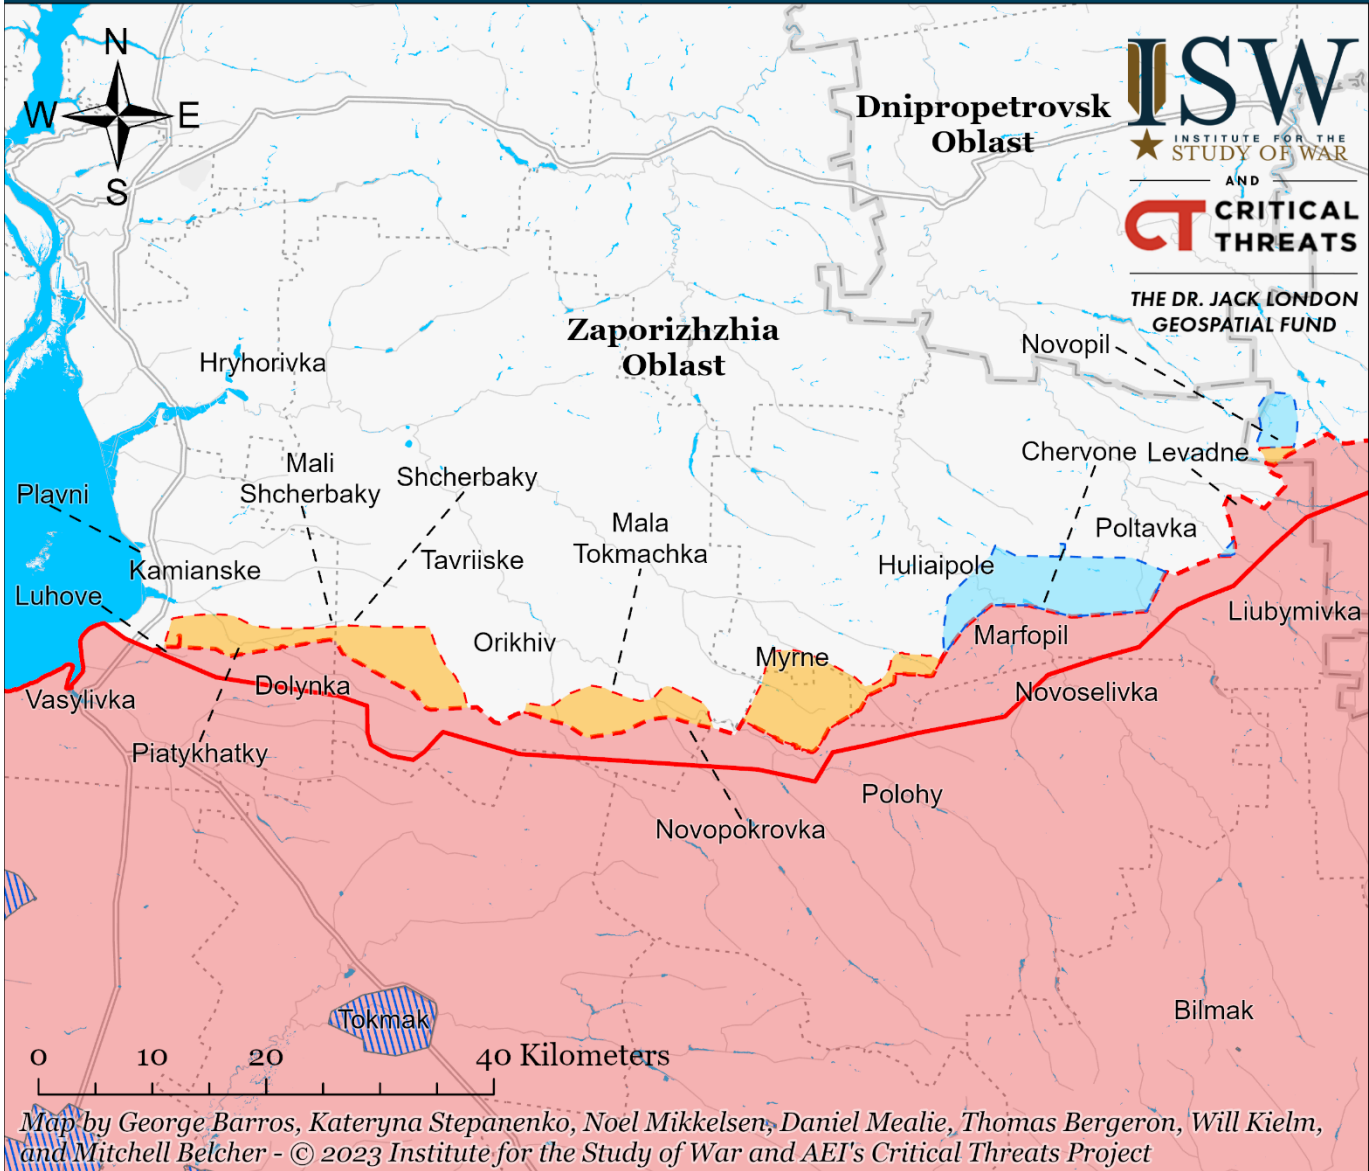 N
W
E
S
Dnipropetrovsk
Oblast
ISW
INSTITUTE FOR THE
STUDY OF WAR
AND
CT CRITICAL
THREATS
THE DR. JACK LONDON
GEOSPATIAL FUND
Zaporizhzhia
Oblast
Novopil
Hryhorivka
Chervone
Levadne
Mali
Shcherbaky
Shcherbaky
Plavni
Mala
Tokmachka
Poltavka
Tavriiske
Huliaipole
Kamianske
Luhove
Liubymivka
Orikhiv
Marfopil
Myrne
Dolynka
Novoselivka
Vasylivka
Piatykhatky
Polohy
Novopokrovka
Bilmak
Tokmak
0 10 20 40 Kilometers
Map by George Barros, Kateryna Stepanenko, Noel Mikkelsen, Daniel Mealie, Thomas Bergeron, Will Kielm,
and Mitchell Belcher - © 2023 Institute for the Study of War and AEI's Critical Threats Project